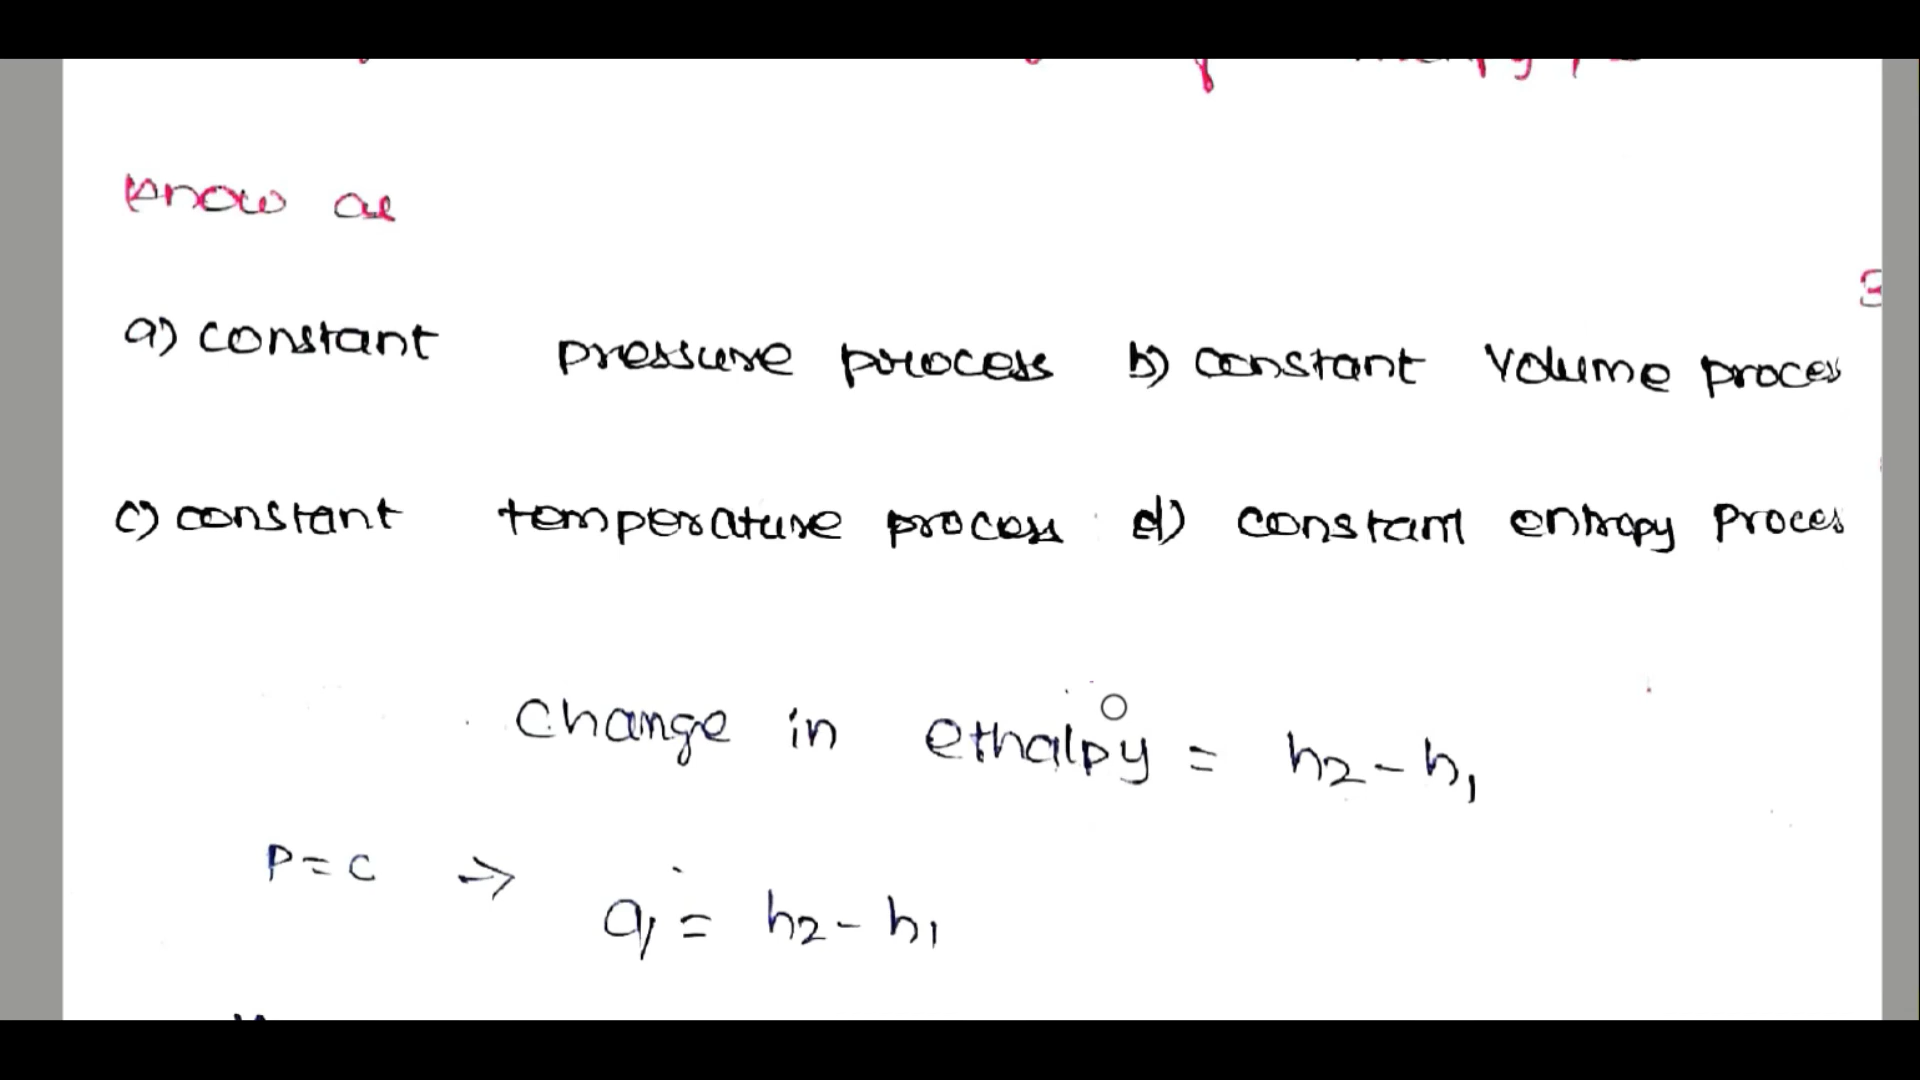 know as
a) constant pressure process b) constant volume proces
c) constant temperature process d) constant entropy proces
change in ethalpy = h2 - h1
P = C → q = h2 - h1